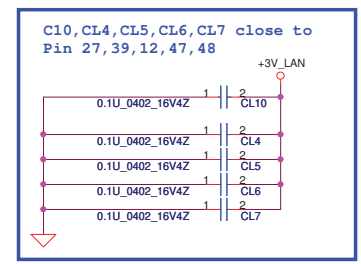 C10,CL4,CL5,CL6,CL7 close to
Pin 27,39,12,47,48
+3V_LAN
1 2
0.1U_0402_16V4Z CL10
1 2
0.1U_0402_16V4Z CL4
1 2
0.1U_0402_16V4Z CL5
1 2
0.1U_0402_16V4Z CL6
1 2
0.1U_0402_16V4Z CL7